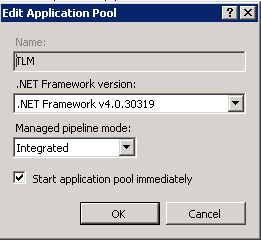 Edit Application Pool
Name:
TLM
.NET Framework version:
.NET Framework v4.0.30319
Managed pipeline mode:
Integrated
Start application pool immediately
OK
Cancel